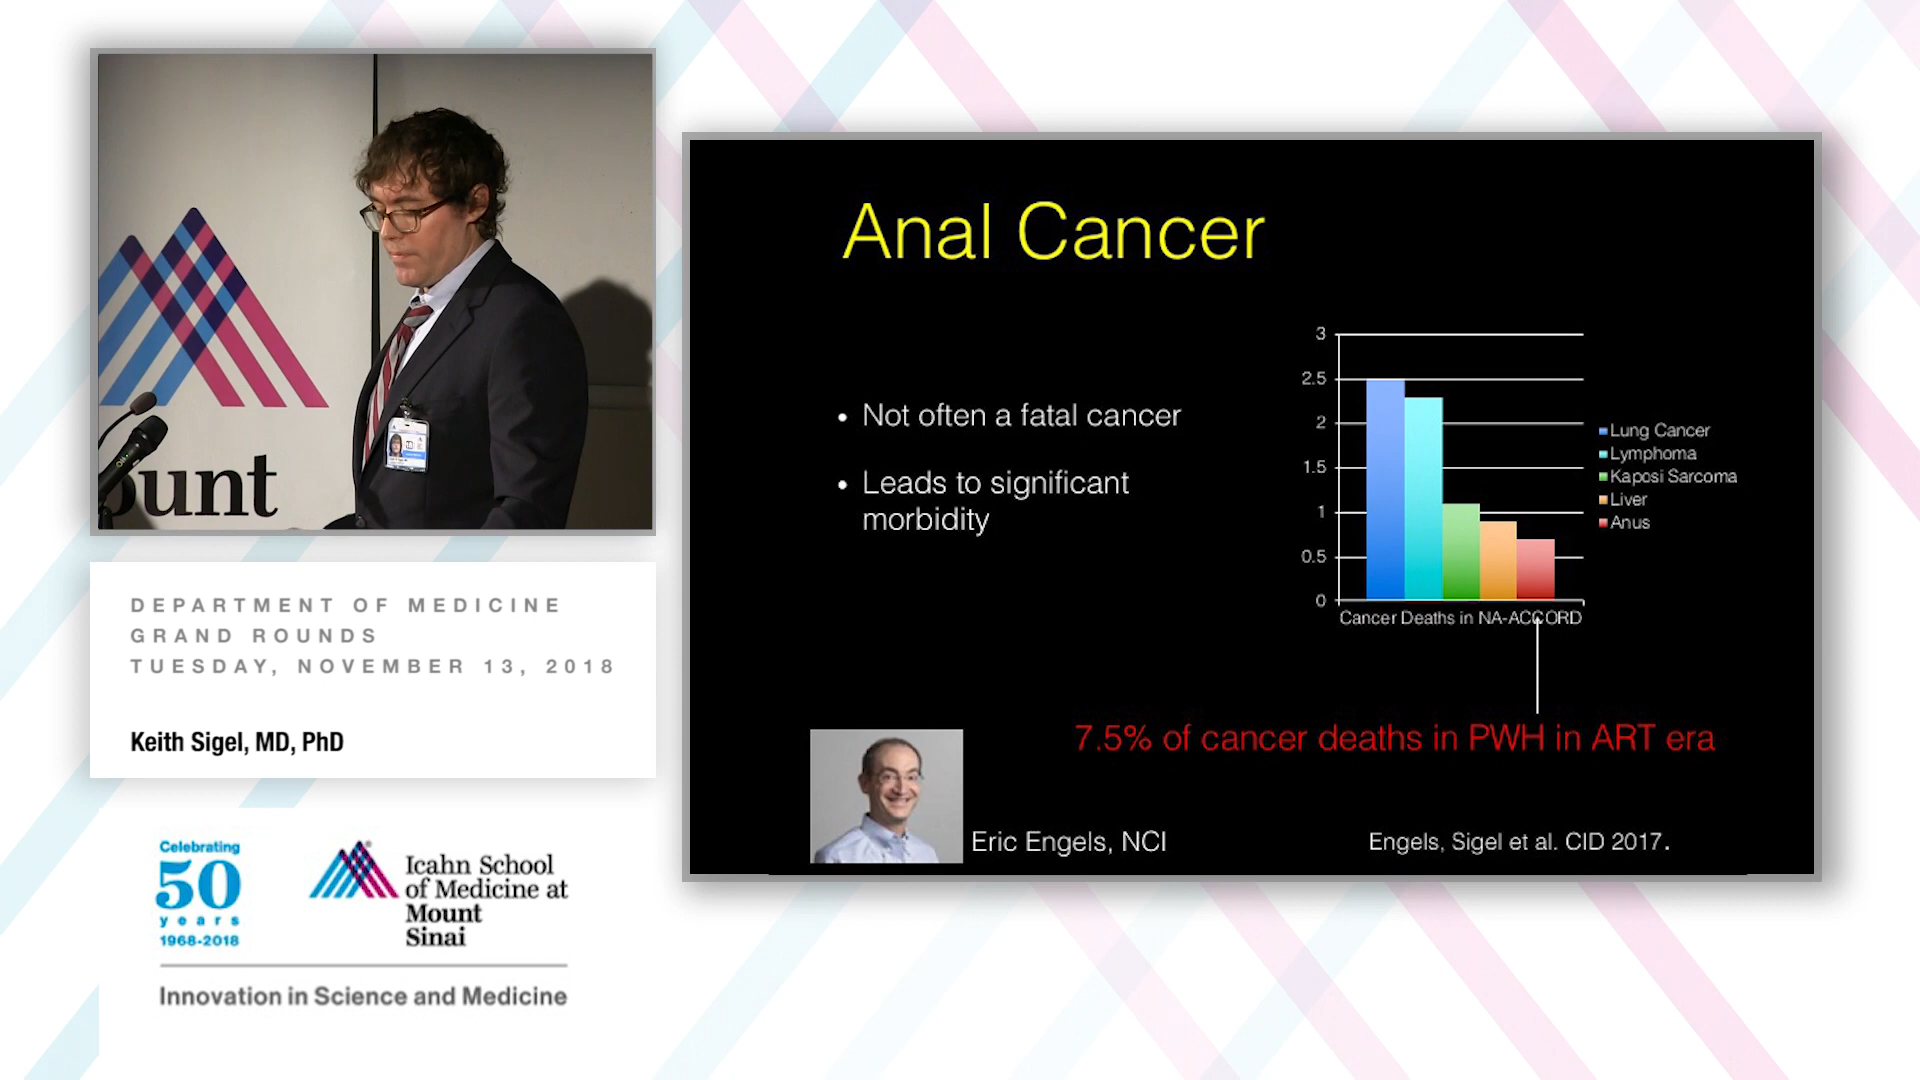 ount
DEPARTMENT OF MEDICINE
GRAND ROUNDS
TUESDAY, NOVEMBER 13, 2018
Keith Sigel, MD, PhD
Celebrating
50
years
1968-2018
Icahn School
of Medicine at
Mount
Sinai
Innovation in Science and Medicine
Anal Cancer
• Not often a fatal cancer
• Leads to significant
morbidity
3
2.5
2
1.5
1
0.5
0
Cancer Deaths in NA-ACCORD
Lung Cancer
Lymphoma
Kaposi Sarcoma
Liver
Anus
7.5% of cancer deaths in PWH in ART era
Eric Engels, NCI
Engels, Sigel et al. CID 2017.